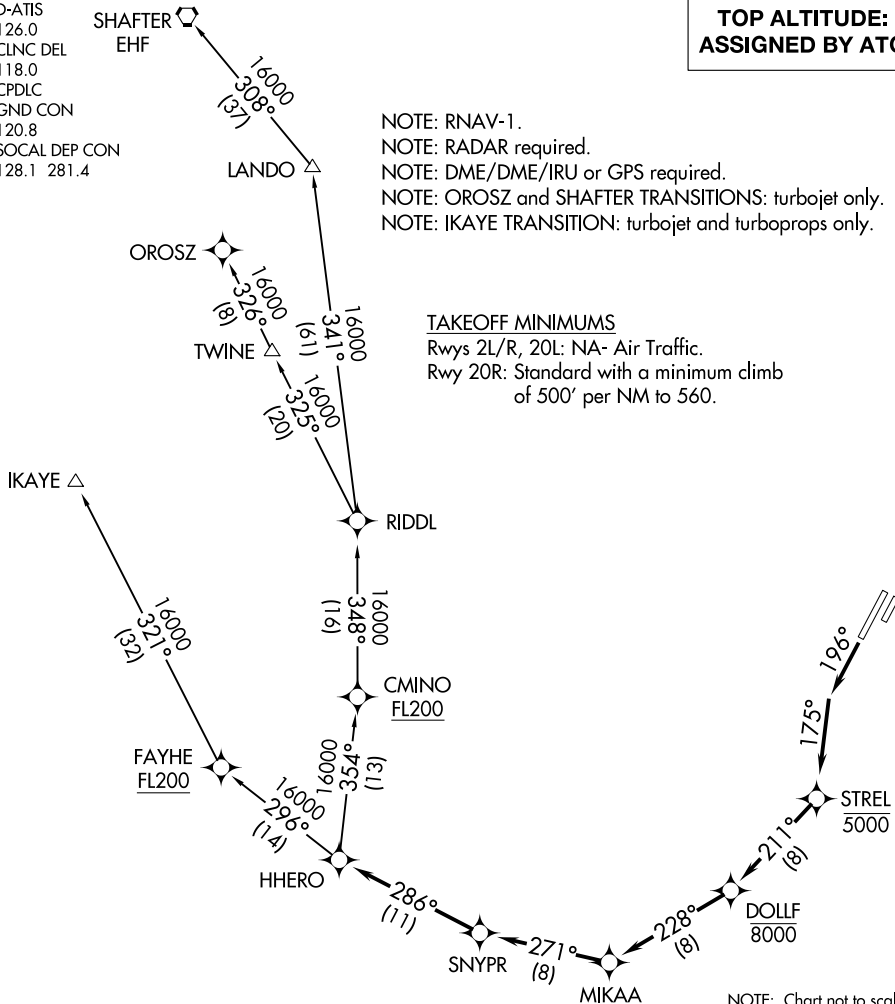 D-ATIS
126.0
CLNC DEL
118.0
CPDLC
GND CON
120.8
SOCAL DEP CON
128.1 281.4
SHAFTER
EHF
TOP ALTITUDE:
ASSIGNED BY ATC
16000
308°
(37)
LANDO
NOTE: RNAV-1.
NOTE: RADAR required.
NOTE: DME/DME/IRU or GPS required.
NOTE: OROSZ and SHAFTER TRANSITIONS: turbojet only.
NOTE: IKAYE TRANSITION: turbojet and turboprops only.
OROSZ
16000
326°
(8)
16000
341°
(61)
TWINE
16000
325°
(20)
TAKEOFF MINIMUMS
Rwys 2L/R, 20L: NA- Air Traffic.
Rwy 20R: Standard with a minimum climb
of 500' per NM to 560.
IKAYE
RIDDL
16000
321°
(32)
16000
348°
(16)
196°
175°
CMINO
FL200
FAYHE
FL200
16000
354°
(13)
16000
296°
(14)
STREL
5000
211°
(8)
HHERO
286°
(11)
DOLLF
8000
228°
(8)
SNYPR
271°
(8)
MIKAA
NOTE: Chart not to scal